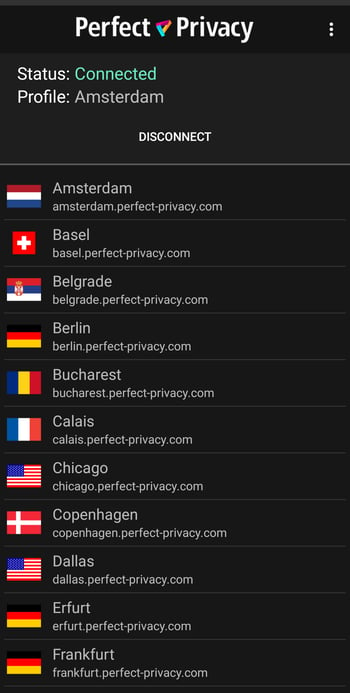 Perfect Privacy
Status: Connected
Profile: Amsterdam
DISCONNECT
Amsterdam
amsterdam.perfect-privacy.com
Basel
basel.perfect-privacy.com
Belgrade
belgrade.perfect-privacy.com
Berlin
berlin.perfect-privacy.com
Bucharest
bucharest.perfect-privacy.com
Calais
calais.perfect-privacy.com
Chicago
chicago.perfect-privacy.com
Copenhagen
copenhagen.perfect-privacy.com
Dallas
dallas.perfect-privacy.com
Erfurt
erfurt.perfect-privacy.com
Frankfurt
frankfurt.perfect-privacy.com